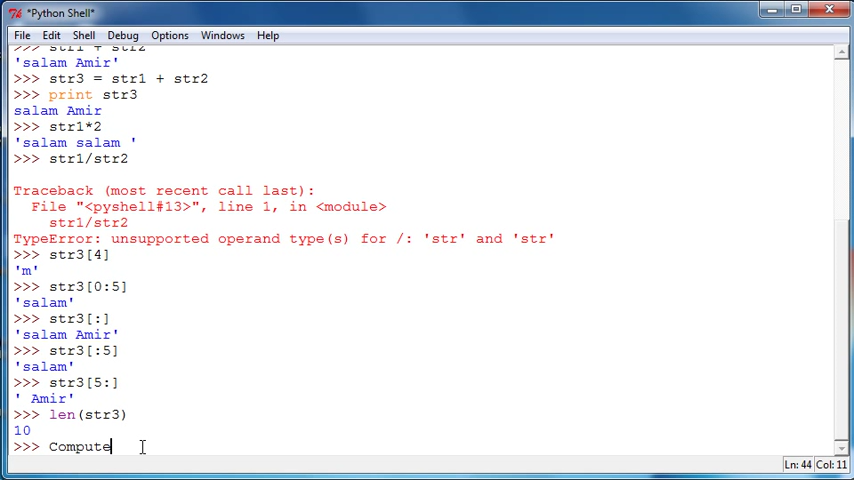 *Python Shell*
File Edit Shell Debug Options Windows Help
>>> str1 + str2
'salam Amir'
>>> str3 = str1 + str2
>>> print str3
salam Amir
>>> str1*2
'salam salam '
>>> str1/str2
Traceback (most recent call last):
File "<pyshell#13>", line 1, in <module>
str1/str2
TypeError: unsupported operand type(s) for /: 'str' and 'str'
>>> str3[4]
'm'
>>> str3[0:5]
'salam'
>>> str3[:]
'salam Amir'
>>> str3[:5]
'salam'
>>> str3[5:]
' Amir'
>>> len(str3)
10
>>> Compute
Ln: 44 Col: 11